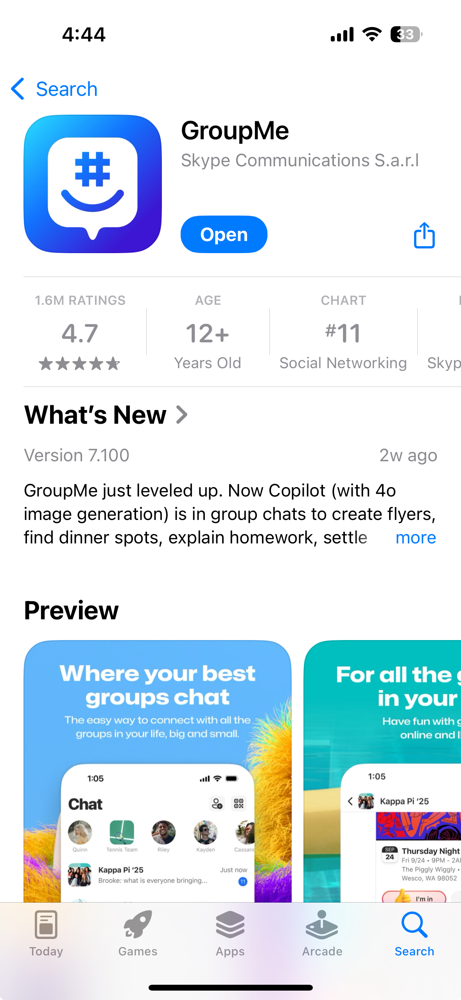 4:44
33
Search
GroupMe
Skype Communications S.a.r.l
Open
1.6M RATINGS
4.7
AGE
12+
Years Old
CHART
#11
Social Networking
Skyp
What's New
Version 7.100
2w ago
GroupMe just leveled up. Now Copilot (with 4o
image generation) is in group chats to create flyers,
find dinner spots, explain homework, settle
more
Preview
Where your best
groups chat
The easy way to connect with all the
groups in your life, big and small.
1:05
Chat
Quinn
Tennis Team
Riley
Kayden
Cassand
Kappa Pi ‘25
Just now
Brooke: what is everyone bringing...
11
For all the
in your
Have fun with
online and
1:05
Kappa Pi ‘25
SEP
24
Thursday Night
Fri 9/24 • 9PM - 2AM
The Piggly Wiggly •
Wesco, WA 98052
I'm in
Today
Games
Apps
Arcade
Search